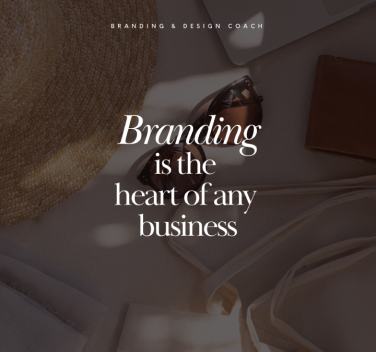 BRANDING & DESIGN COACH
Branding
is the
heart of any
business